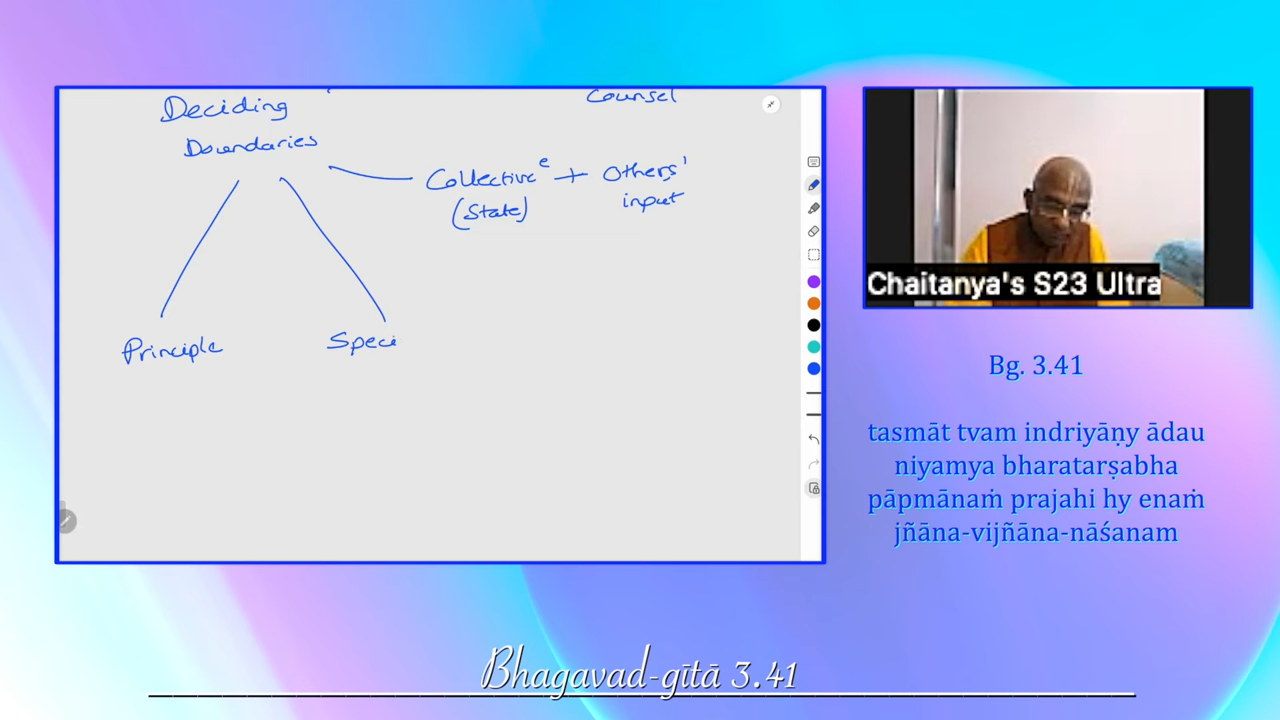 Deciding
Boundaries
Counsel
Collective e + Others'
(State)
input
Principle
Speci
Chaitanya's S23 Ultra
Bg. 3.41
tasmāt tvam indriyāṇy ādau
niyamya bharatarṣabha
pāpmānaṁ prajahi hy enaṁ
jñāna-vijñāna-nāśanam
Bhagavad-gītā 3.41